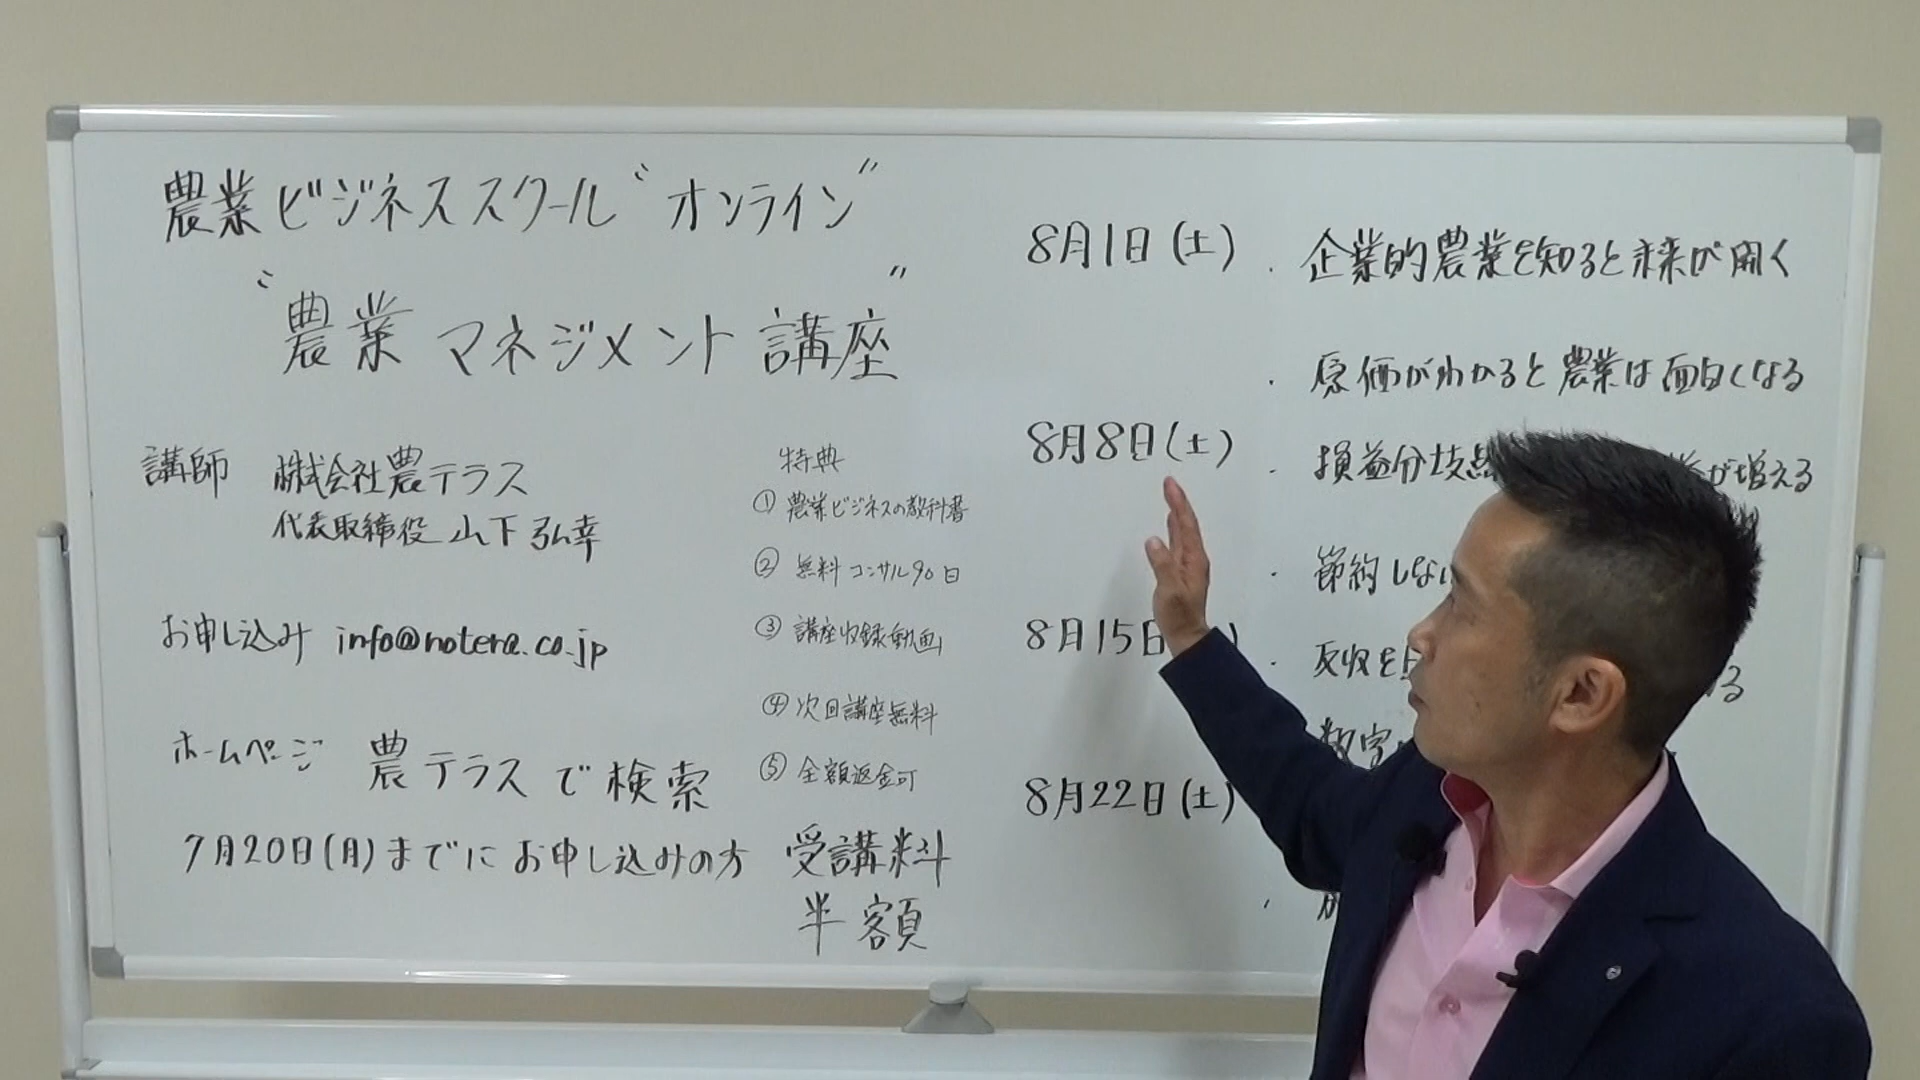 農業ビジネススクール“オンライン”
“農業マネジメント講座”
講師 株式会社農テラス
代表取締役 山下弘幸
お申し込み info@notera.co.jp
ホームページ 農テラスで検索
7月20日(月)までにお申し込みの方 受講料
半額
特典
① 農業ビジネスの教科書
② 無料コンサル90日
③ 講座収録動画
④ 次回講座無料
⑤ 全額返金可
8月1日(土)
・企業的農業を知ると未来が開く
・原価がわかると農業は面白くなる
8月8日(土)
・損益分岐点 が増える
・節約しない
8月15日
・反収を る
数字
8月22日(土)